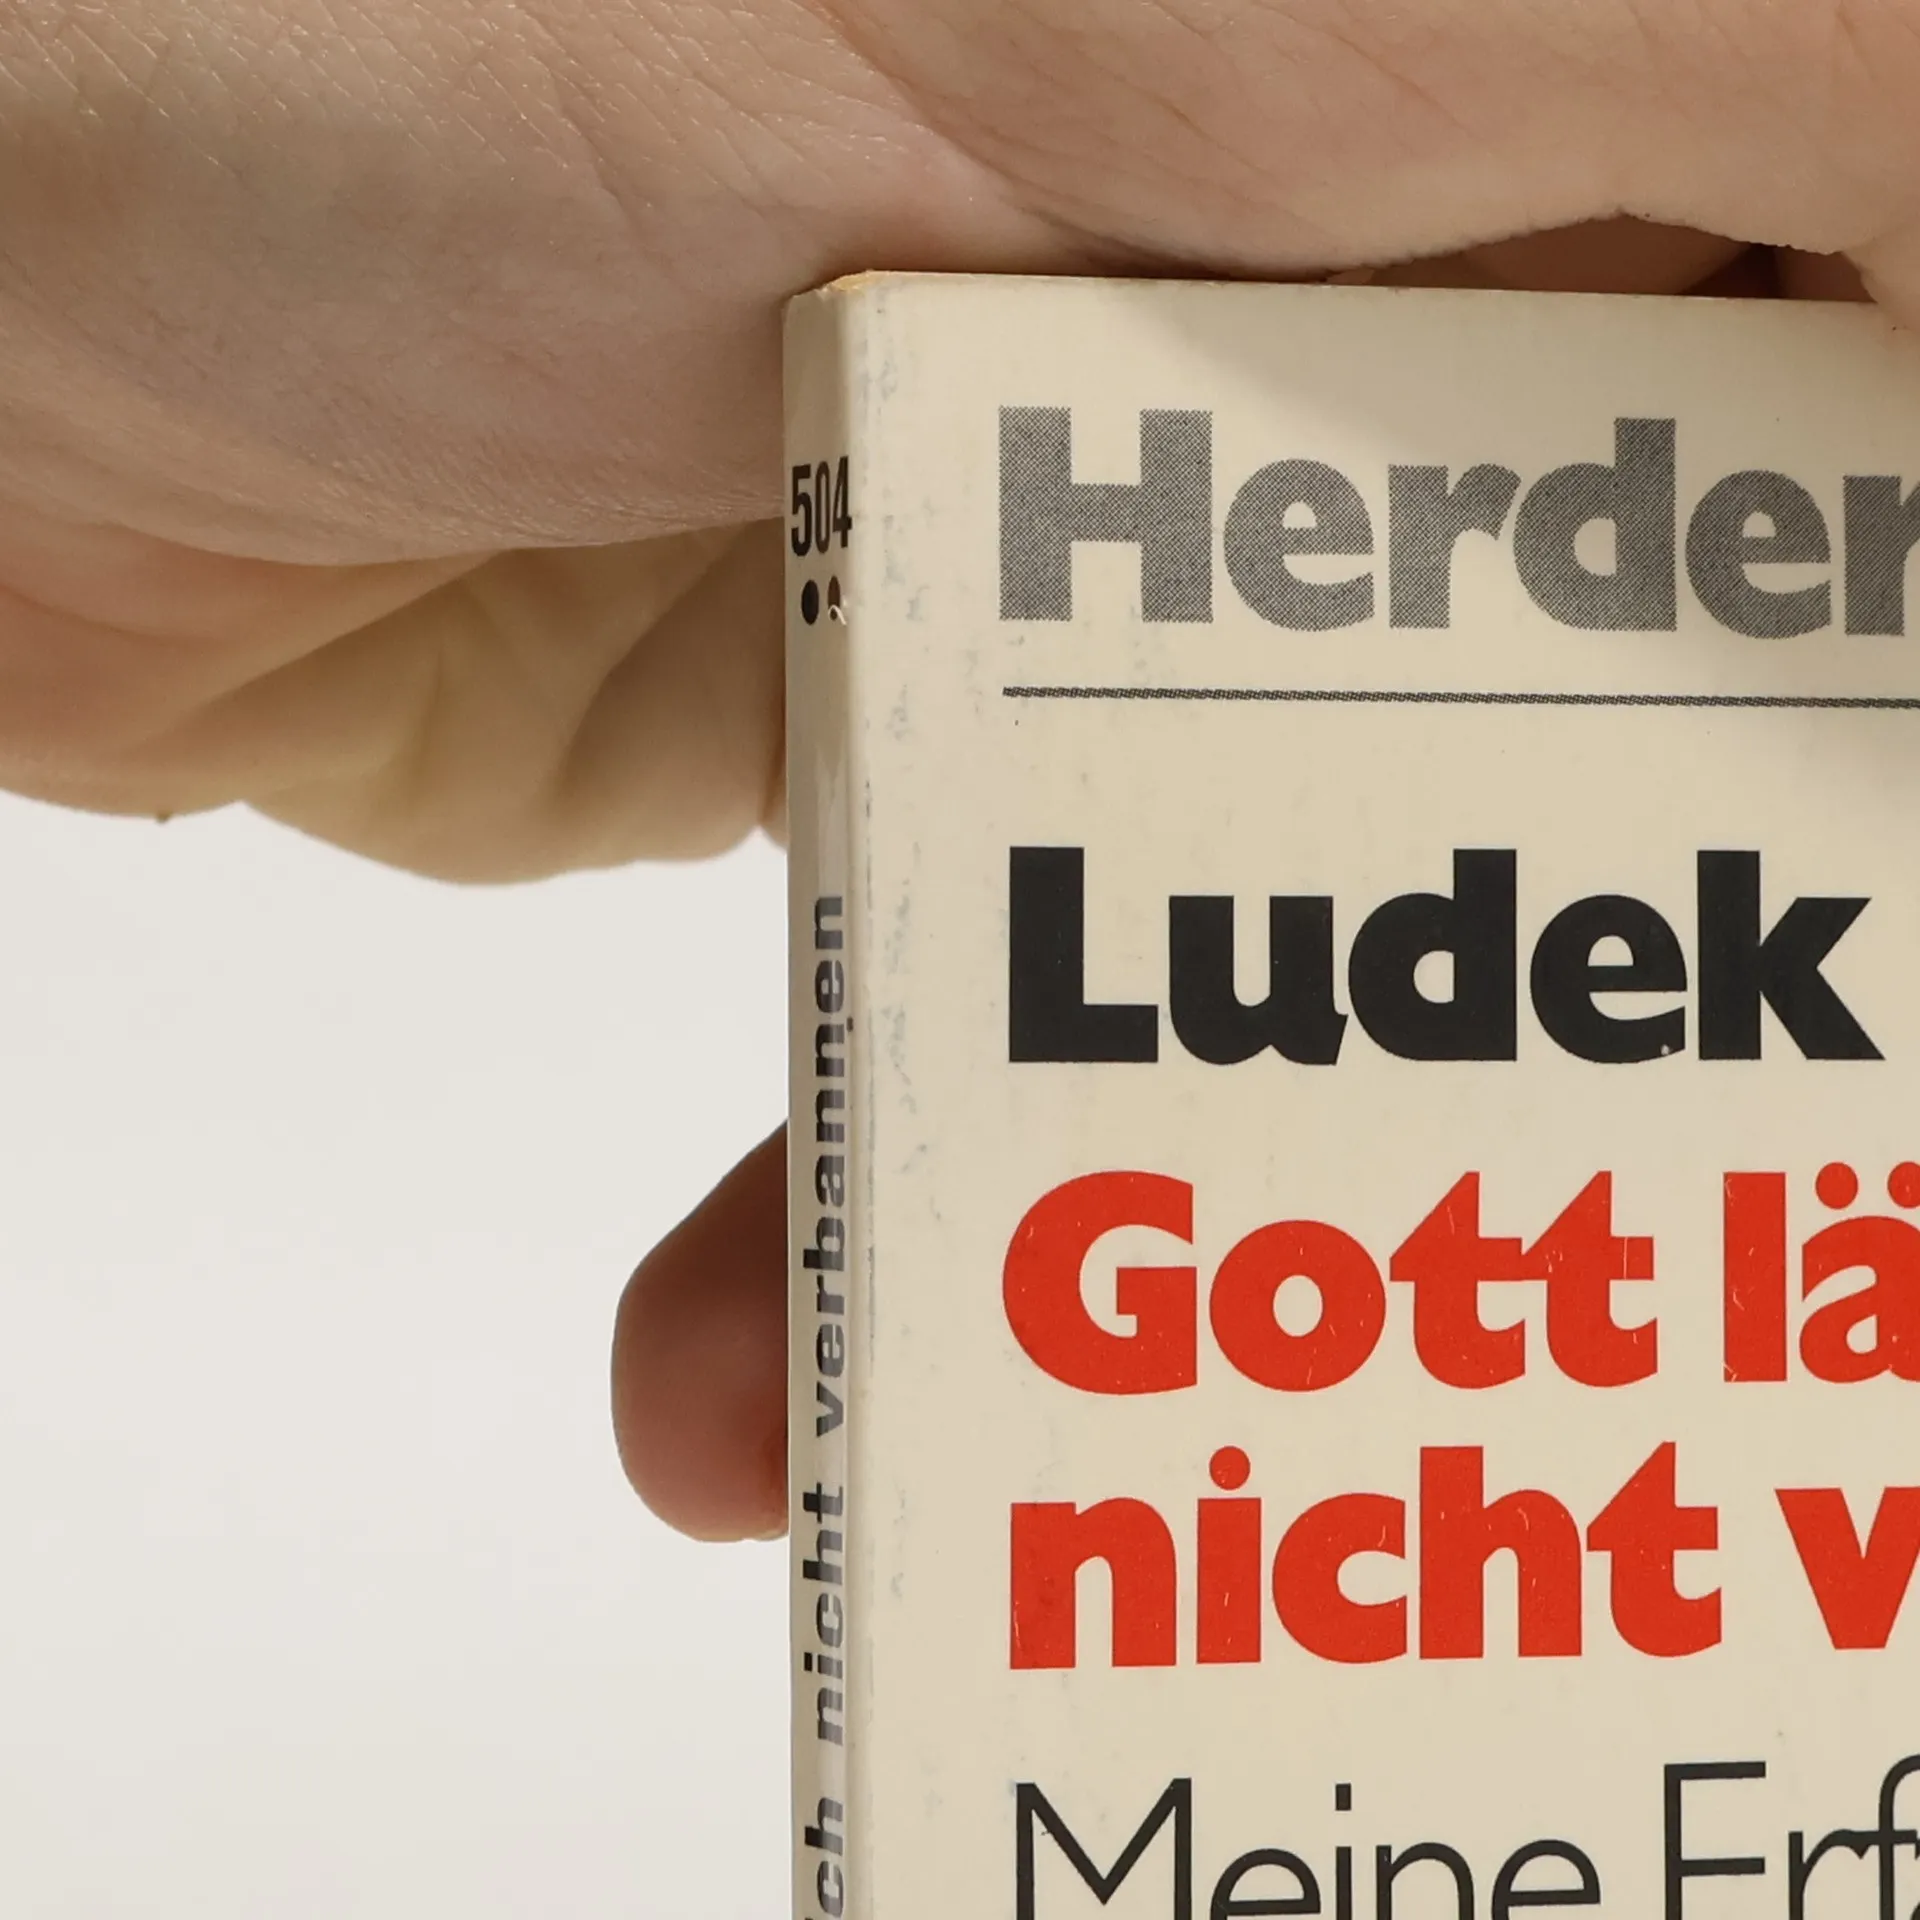 504
ch nicht verbannen
Herder
Ludek
Gott lä
nicht v
Meine Erf